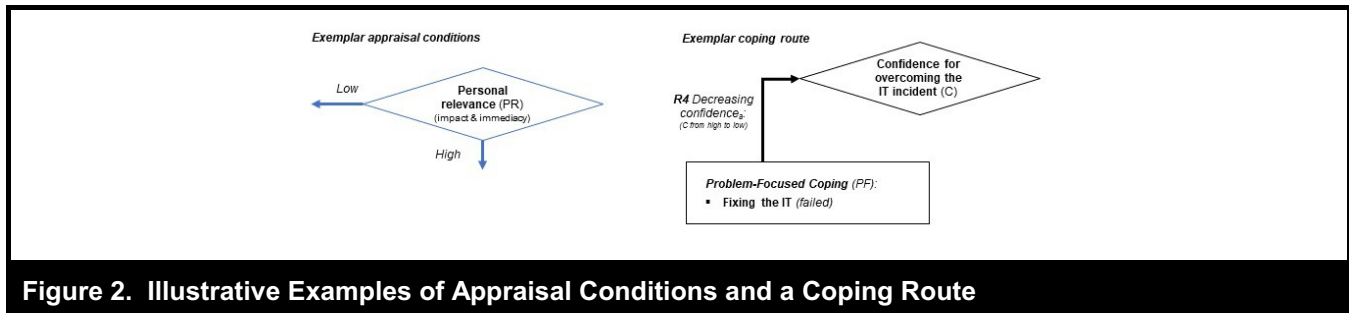 Exemplar appraisal conditions
Low
Personal
relevance (PR)
(impact & immediacy)
High
Exemplar coping route
Confidence for
overcoming the
IT incident (C)
R4 Decreasing
confidenceₐ:
(C from high to low)
Problem-Focused Coping (PF):
▪ Fixing the IT (failed)
Figure 2. Illustrative Examples of Appraisal Conditions and a Coping Route